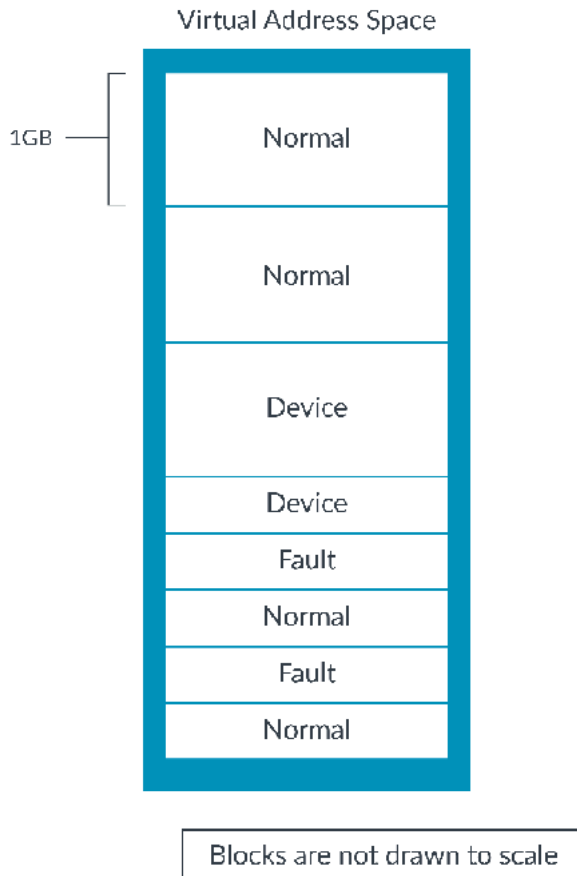 Virtual Address Space
1GB
Normal
Normal
Device
Device
Fault
Normal
Fault
Normal
Blocks are not drawn to scale